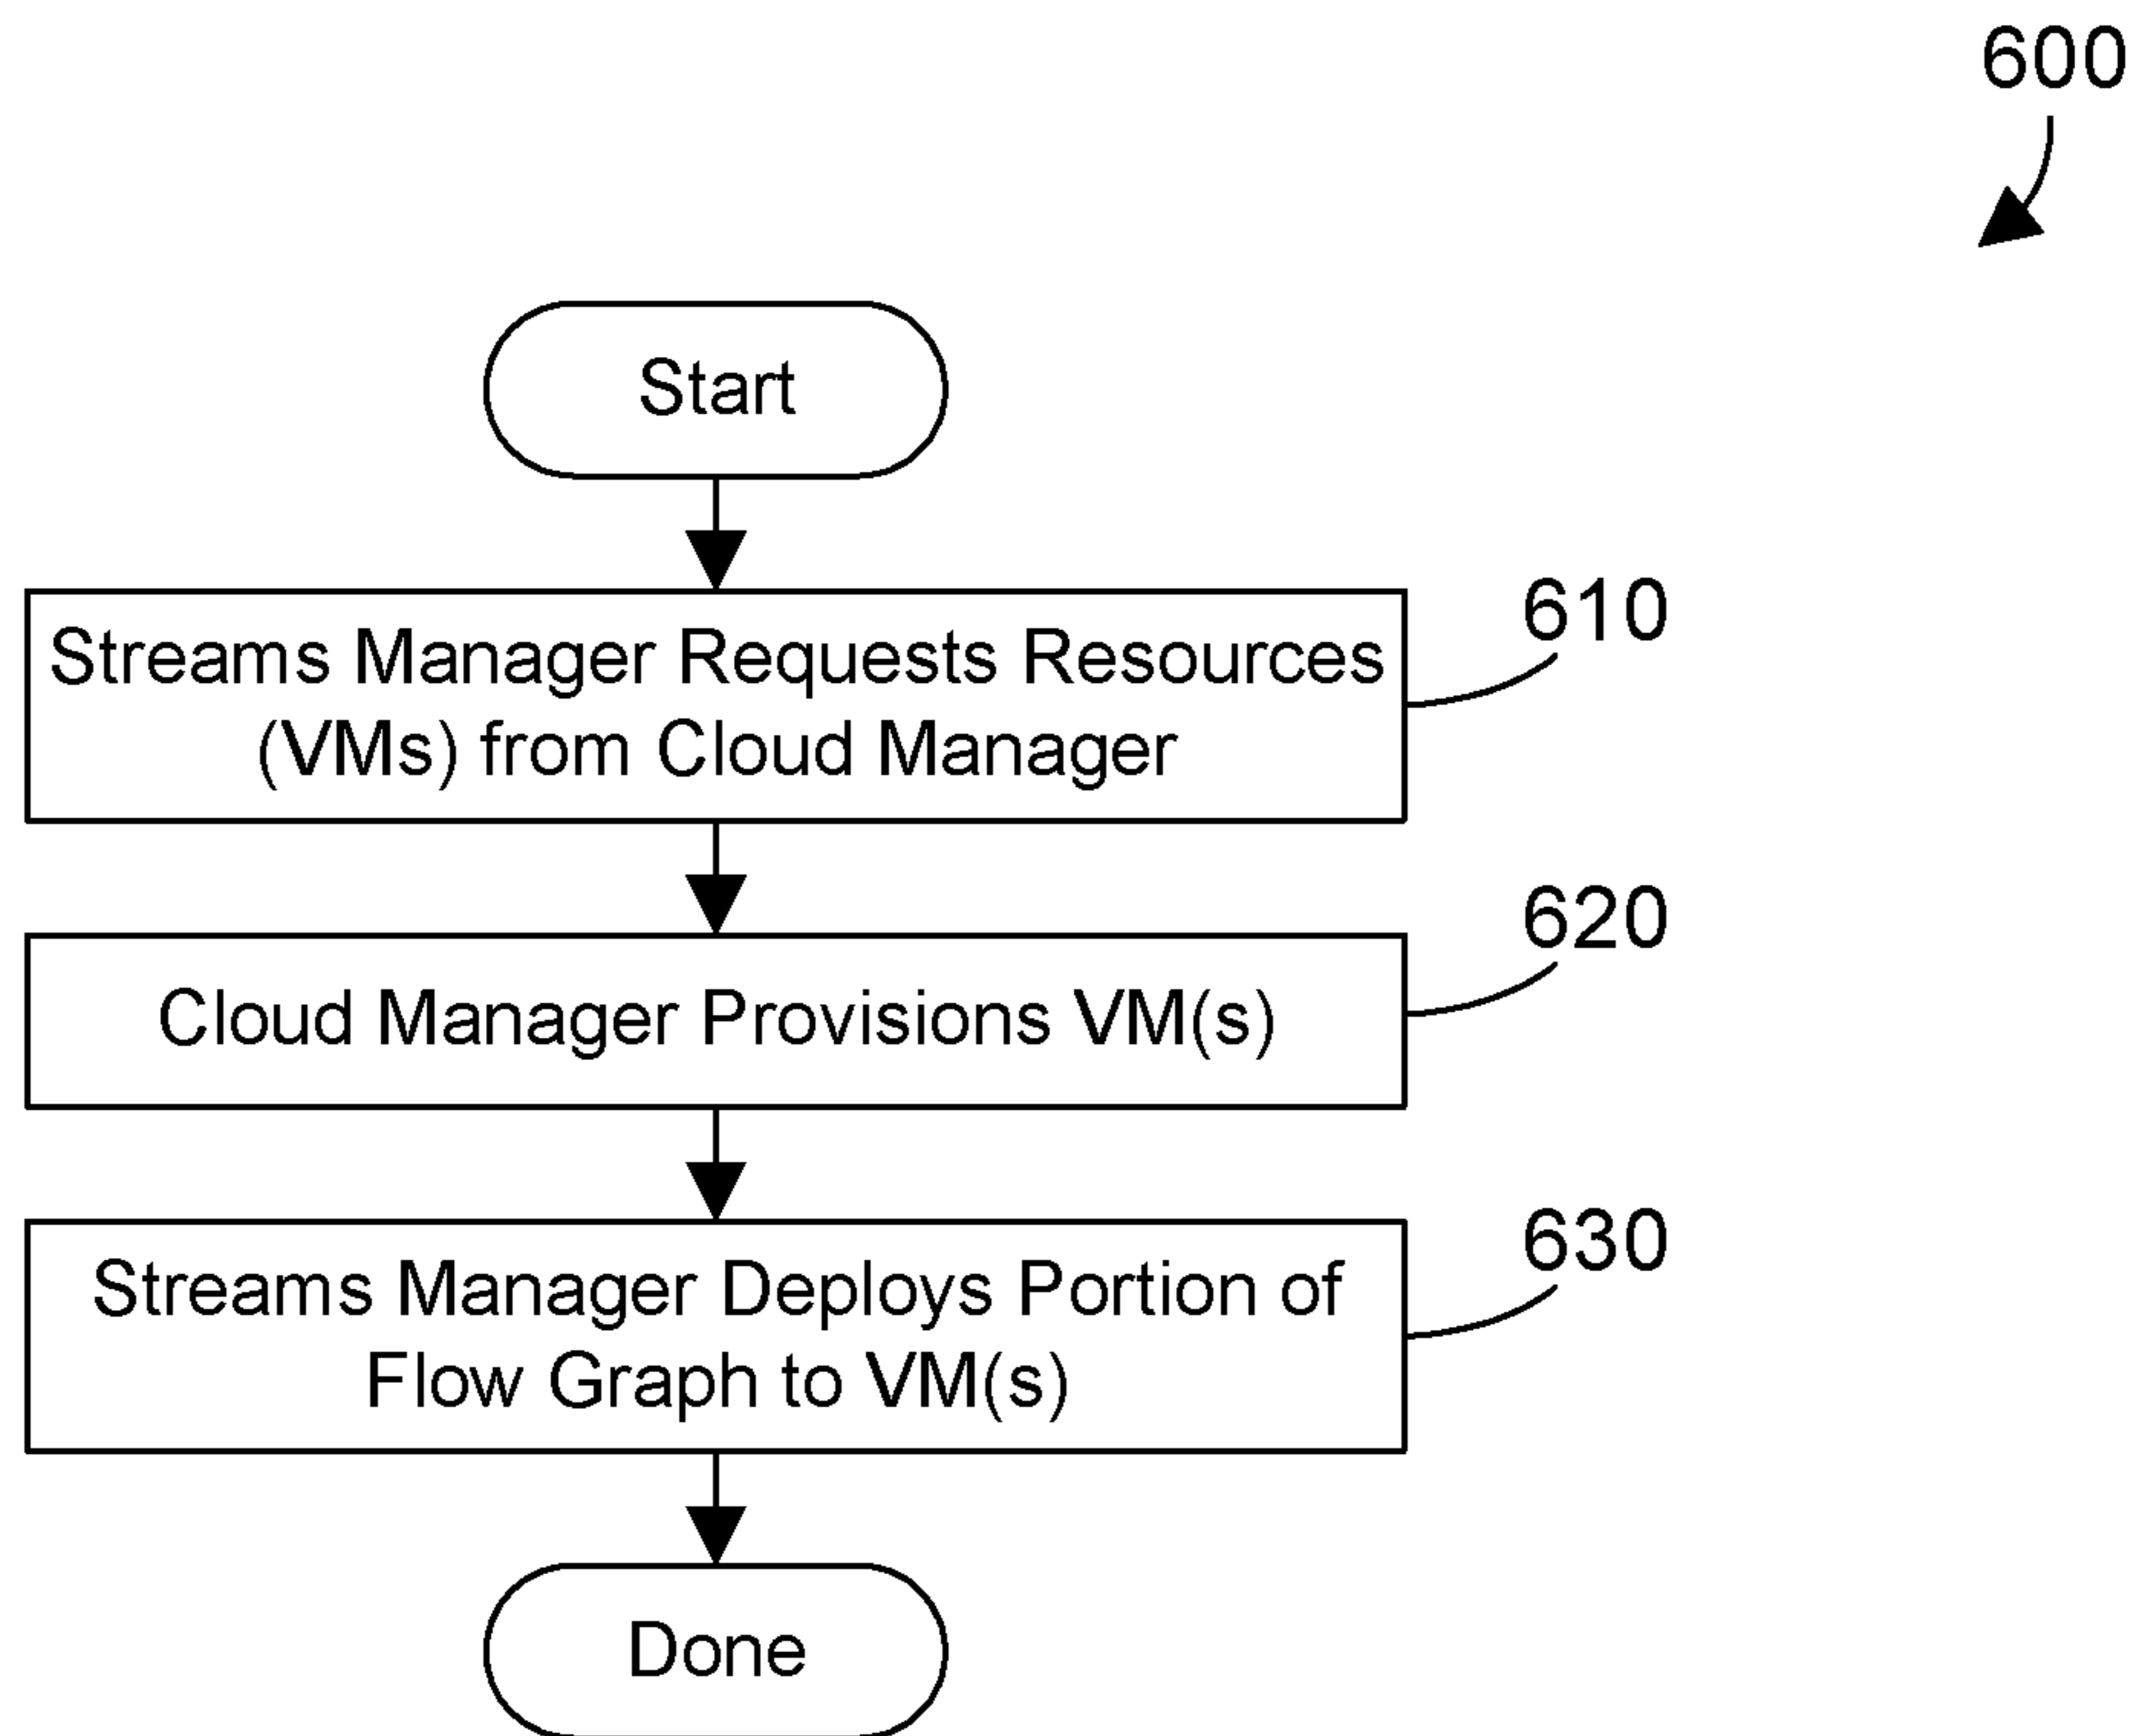 600
Start
Streams Manager Requests Resources
(VMs) from Cloud Manager
610
Cloud Manager Provisions VM(s)
620
Streams Manager Deploys Portion of
Flow Graph to VM(s)
630
Done